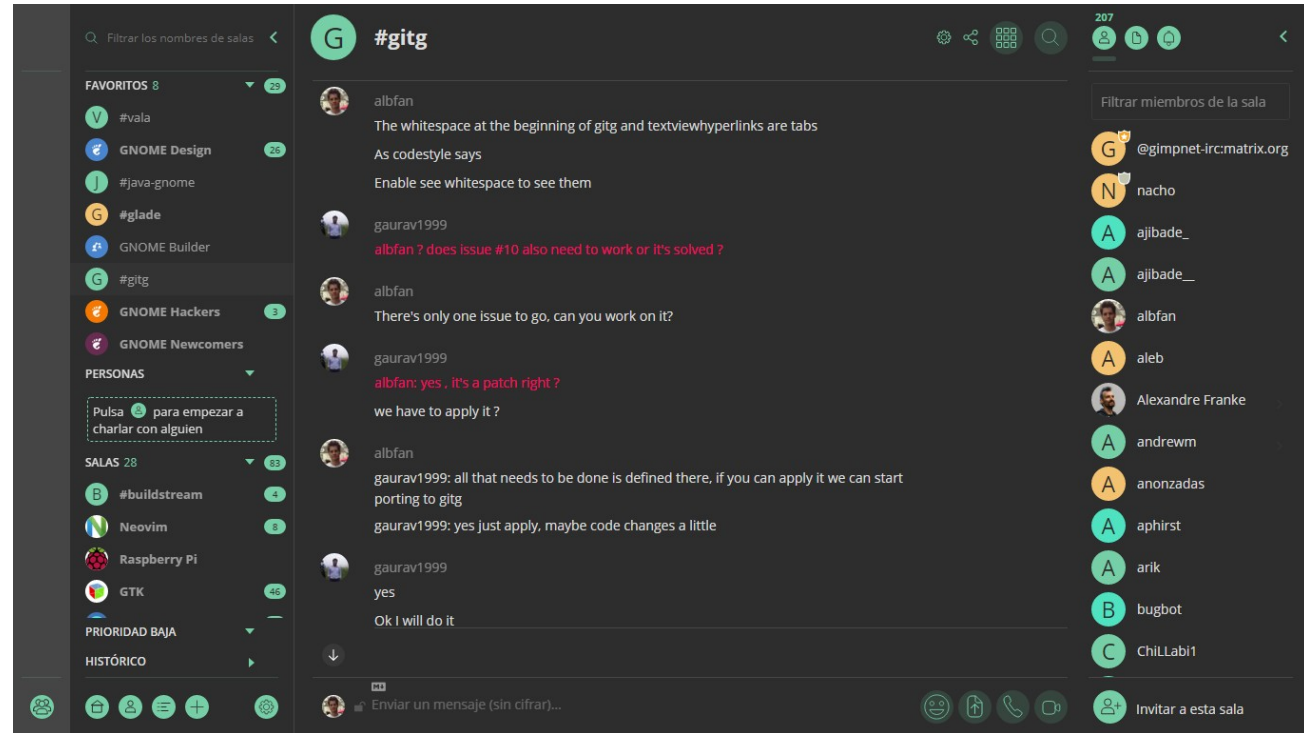 Filtrar los nombres de salas
FAVORITOS 8
29
V
#vala
GNOME Design
26
J
#java-gnome
G
#glade
GNOME Builder
G
#gitg
GNOME Hackers
3
GNOME Newcomers
PERSONAS
Pulsa para empezar a
charlar con alguien
SALAS 28
83
B
#buildstream
4
Neovim
8
Raspberry Pi
GTK
46
PRIORIDAD BAJA
HISTÓRICO
G
#gitg
albfan
The whitespace at the beginning of gitg and textviewhyperlinks are tabs
As codestyle says
Enable see whitespace to see them
gaurav1999
albfan ? does issue #10 also need to work or it's solved ?
albfan
There's only one issue to go, can you work on it?
gaurav1999
albfan: yes , it's a patch right ?
we have to apply it ?
albfan
gaurav1999: all that needs to be done is defined there, if you can apply it we can start
porting to gitg
gaurav1999: yes just apply, maybe code changes a little
gaurav1999
yes
Ok I will do it
Enviar un mensaje (sin cifrar)...
207
Filtrar miembros de la sala
G
@gimpnet-irc:matrix.org
N
nacho
A
ajibade_
A
ajibade__
albfan
A
aleb
Alexandre Franke
A
andrewm
A
anonzadas
A
aphirst
A
arik
B
bugbot
C
ChiLLabi1
Invitar a esta sala